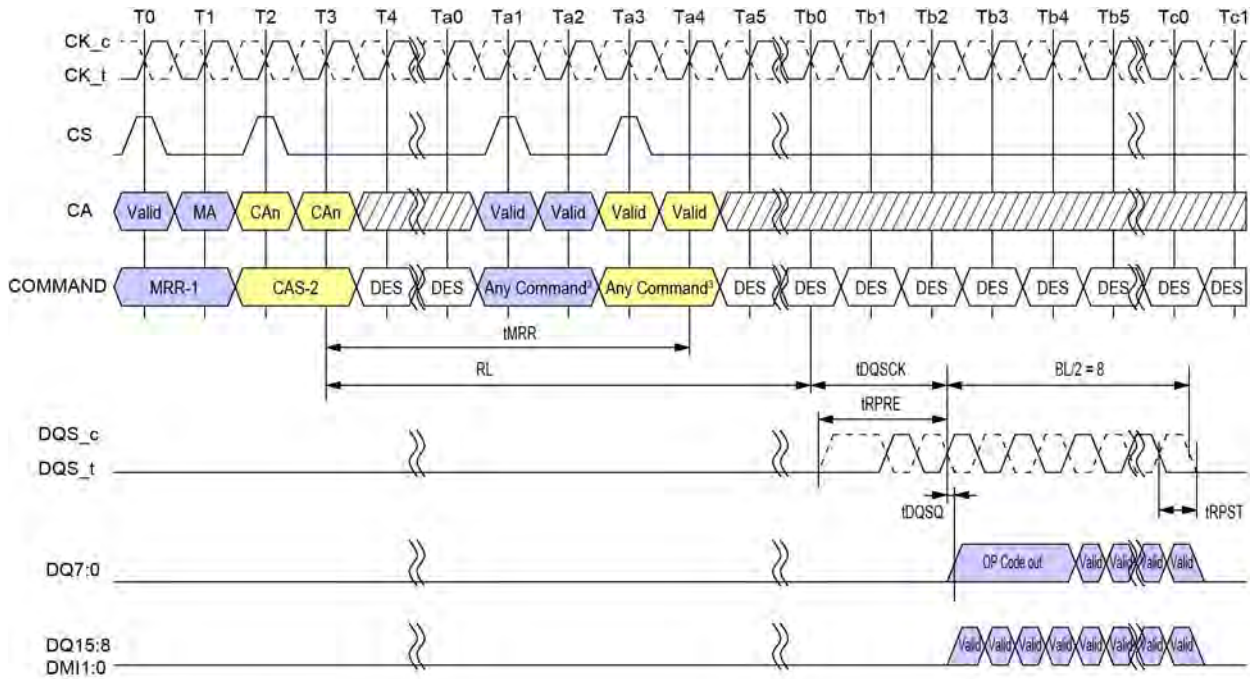 T0 T1 T2 T3 T4 Ta0 Ta1 Ta2 Ta3 Ta4 Ta5 Tb0 Tb1 Tb2 Tb3 Tb4 Tb5 Tc0 Tc1
CK_c
CK_t
CS
CA Valid MA CAn CAn Valid Valid Valid Valid
COMMAND MRR-1 CAS-2 DES DES Any Command³ Any Command³ DES DES DES DES DES DES DES DES DES
tMRR
RL tDQSCK BL/2 = 8
tRPRE
DQS_c
DQS_t
tDQSQ tRPST
DQ7:0 OP Code out Valid Valid Valid Valid
DQ15:8 Valid Valid Valid Valid Valid Valid Valid Valid
DMI1:0